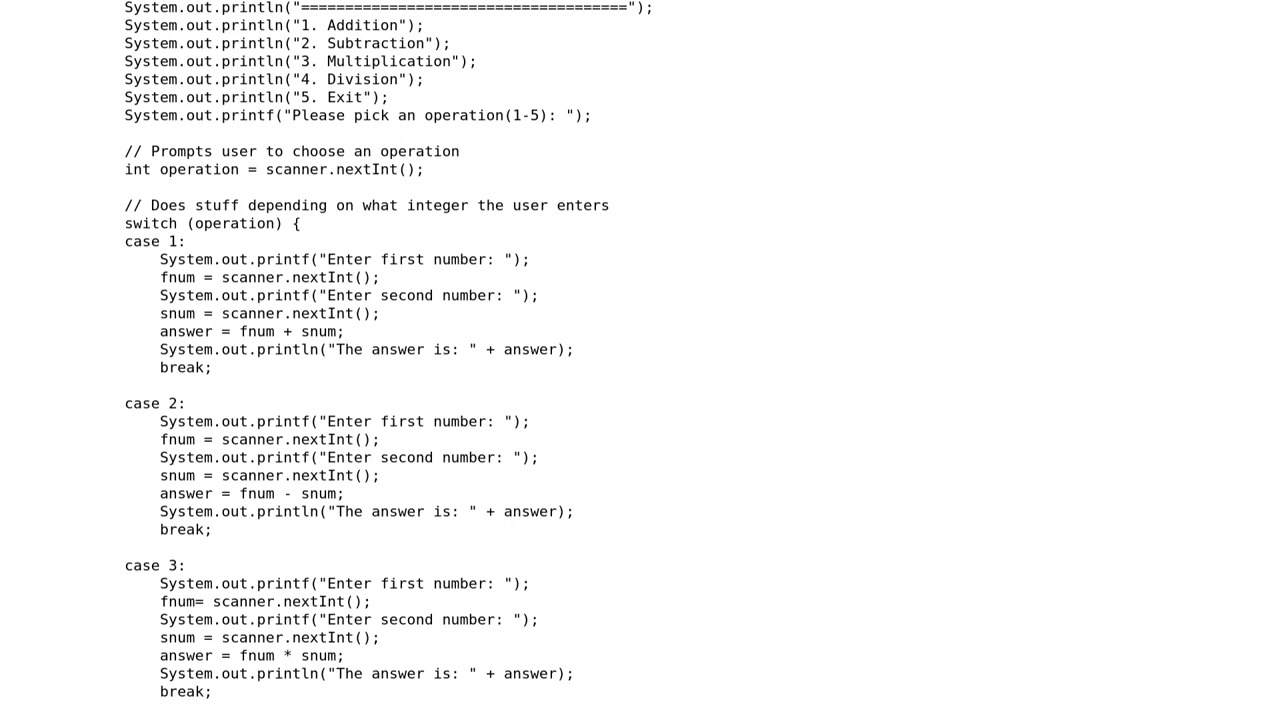 System.out.println("=====================================");
System.out.println("1. Addition");
System.out.println("2. Subtraction");
System.out.println("3. Multiplication");
System.out.println("4. Division");
System.out.println("5. Exit");
System.out.printf("Please pick an operation(1-5): ");

// Prompts user to choose an operation
int operation = scanner.nextInt();

// Does stuff depending on what integer the user enters
switch (operation) {
case 1:
    System.out.printf("Enter first number: ");
    fnum = scanner.nextInt();
    System.out.printf("Enter second number: ");
    snum = scanner.nextInt();
    answer = fnum + snum;
    System.out.println("The answer is: " + answer);
    break;

case 2:
    System.out.printf("Enter first number: ");
    fnum = scanner.nextInt();
    System.out.printf("Enter second number: ");
    snum = scanner.nextInt();
    answer = fnum - snum;
    System.out.println("The answer is: " + answer);
    break;

case 3:
    System.out.printf("Enter first number: ");
    fnum= scanner.nextInt();
    System.out.printf("Enter second number: ");
    snum = scanner.nextInt();
    answer = fnum * snum;
    System.out.println("The answer is: " + answer);
    break;